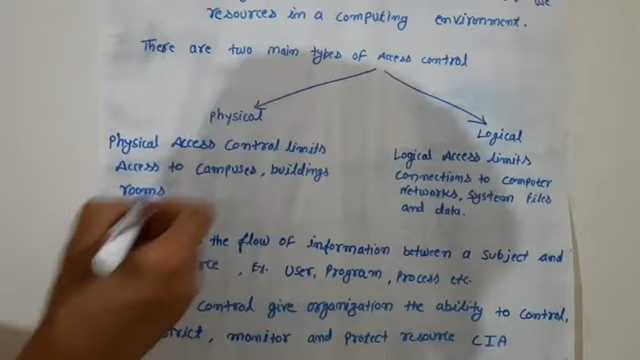 we
resources in a computing environment.
There are two main types of Access control
Physical
Logical
Physical Access Control limits
Access to Campuses, buildings
rooms
Logical Access limits
connections to computer
networks, system files
and data.
the flow of information between a subject and
, Ex. User, Program, Process etc.
control give organization the ability to control,
, monitor and protect resource CIA